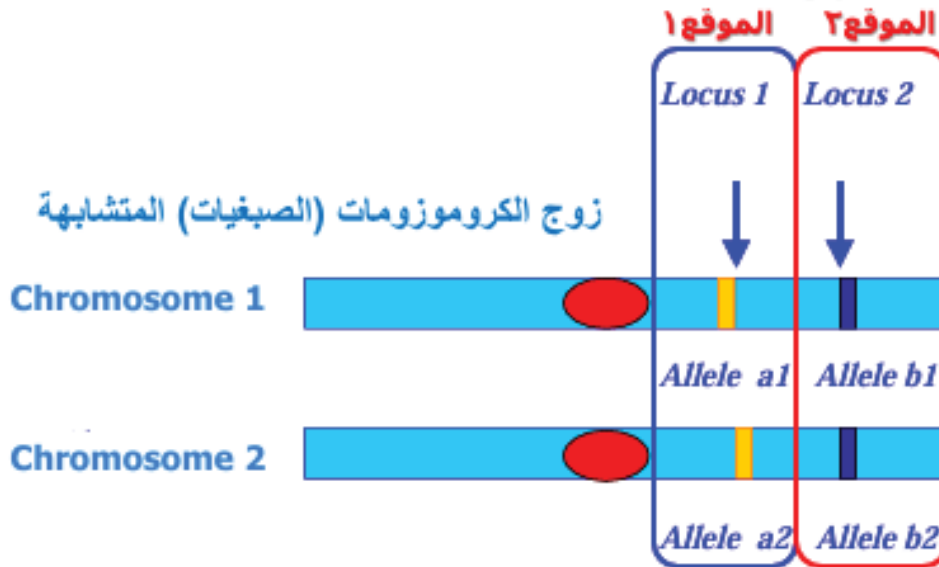 الموقع١ الموقع٢
Locus 1 Locus 2
زوج الكروموزومات (الصبغيات) المتشابهة
Chromosome 1
Allele a1 Allele b1
Chromosome 2
Allele a2 Allele b2